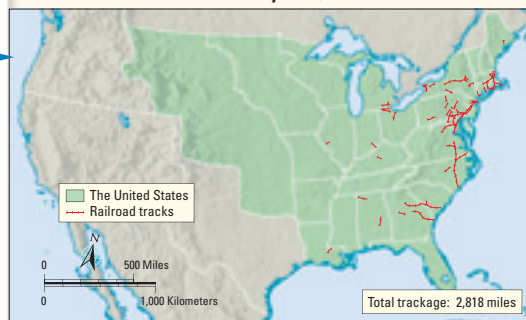 The United States
Railroad tracks
N
0 500 Miles
0 1,000 Kilometers
Total trackage: 2,818 miles